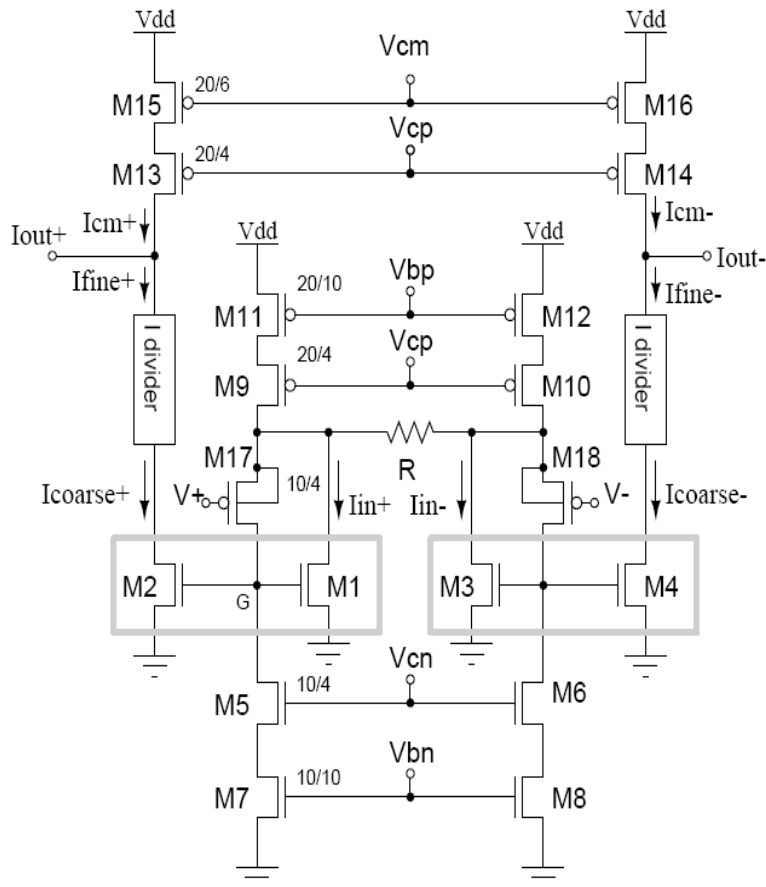 Vdd
Vdd
Vcm
M15
20/6
M16
Vcp
M13
20/4
M14
Icm+
Icm-
Iout+
Iout-
Vdd
Vdd
Ifine+
Ifine-
Vbp
M11
20/10
M12
I divider
I divider
Vcp
M9
20/4
M10
M17
R
M18
V+
10/4
V-
Icoarse+
Iin+
Iin-
Icoarse-
M2
M1
M3
M4
G
Vcn
M5
10/4
M6
Vbn
M7
10/10
M8